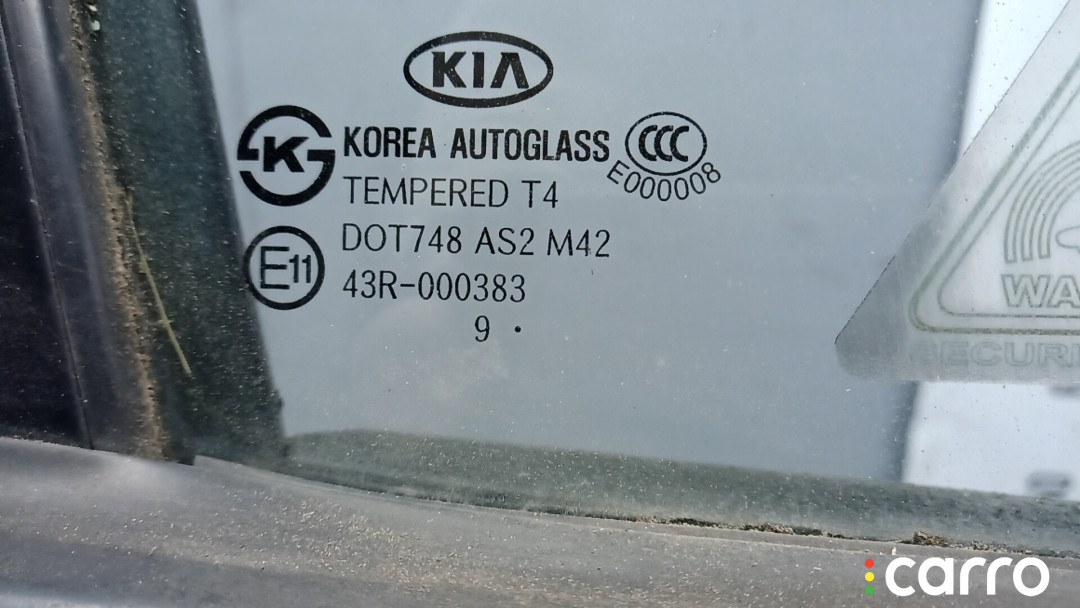 KIA
K
KOREA AUTOGLASS
CCC
E000008
TEMPERED T4
DOT748 AS2 M42
E11
43R-000383
9 .
carro